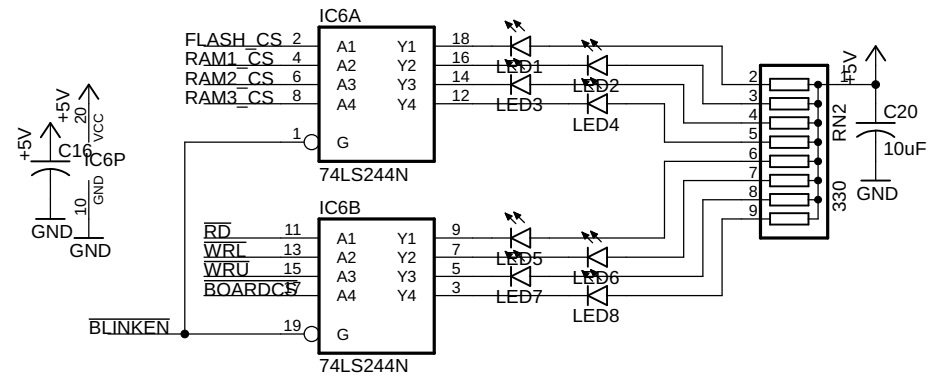 IC6A
FLASH_CS 2 A1 Y1 18 LED1
RAM1_CS 4 A2 Y2 16 LED2
RAM2_CS 6 A3 Y3 14 LED3
RAM3_CS 8 A4 Y4 12 LED4
1 G
74LS244N
+5V
C16
GND
+5V
20 VCC
IC6P
10 GND
GND
IC6B
RD 11 A1 Y1 9 LED5
WRL 13 A2 Y2 7 LED6
WRU 15 A3 Y3 5 LED7
BOARDCS 17 A4 Y4 3 LED8
BLINKEN 19 G
74LS244N
2 1
3
4
5
6
7
8
9
RN2
330
+5V
C20
10uF
GND